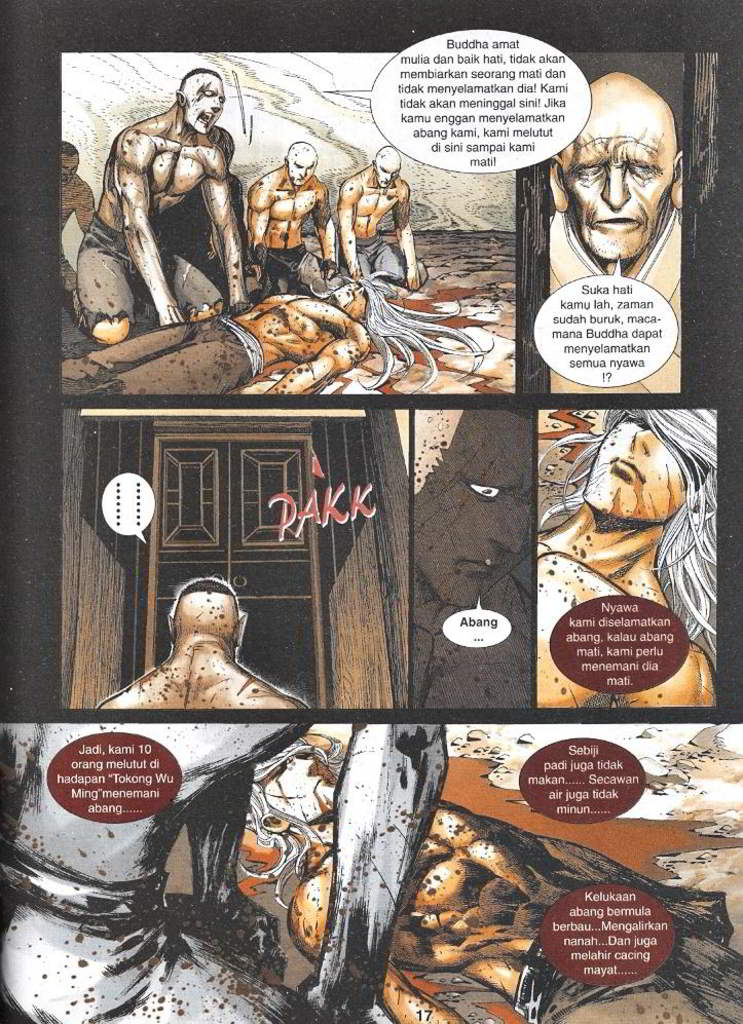 Buddha amat
mulia dan baik hati, tidak akan
membiarkan seorang mati dan
tidak menyelamatkan dia! Kami
tidak akan meninggal sini! Jika
kamu enggan menyelamatkan
abang kami, kami melutut
di sini sampai kami
mati!
Suka hati
kamu lah, zaman
sudah buruk, maca-
mana Buddha dapat
menyelamatkan
semua nyawa
!?
PAKK
Abang
...
Nyawa
kami diselamatkan
abang, kalau abang
mati, kami perlu
menemani dia
mati.
Jadi, kami 10
orang melutut di
hadapan "Tokong Wu
Ming"menemani
abang......
Sebiji
padi juga tidak
makan...... Secawan
air juga tidak
minun......
Kelukaan
abang bermula
berbau...Mengalirkan
nanah...Dan juga
melahir cacing
mayat......
17